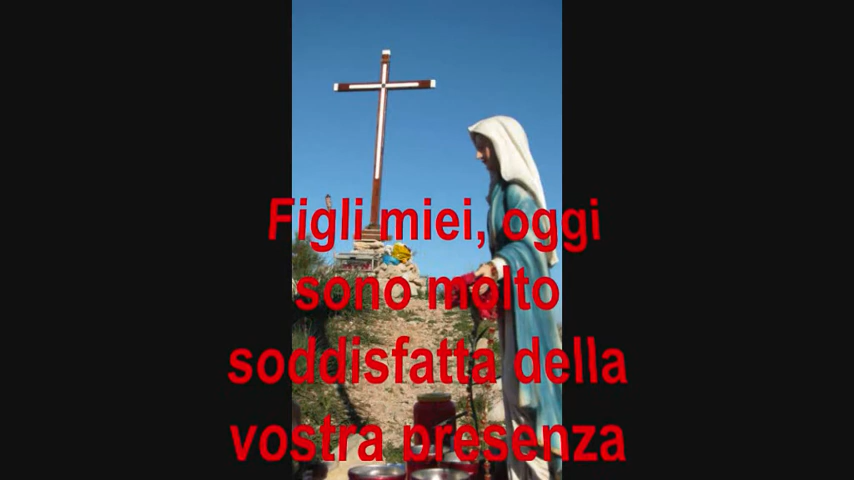 Figli miei, oggi
sono molto
soddisfatta della
vostra presenza